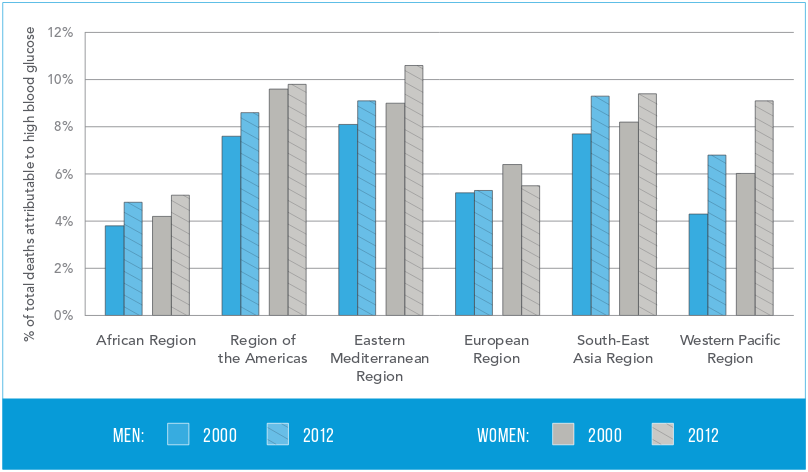 % of total deaths attributable to high blood glucose
12%
10%
8%
6%
4%
2%
0%
African Region
Region of
the Americas
Eastern
Mediterranean
Region
European
Region
South-East
Asia Region
Western Pacific
Region
MEN: 2000 2012 WOMEN: 2000 2012